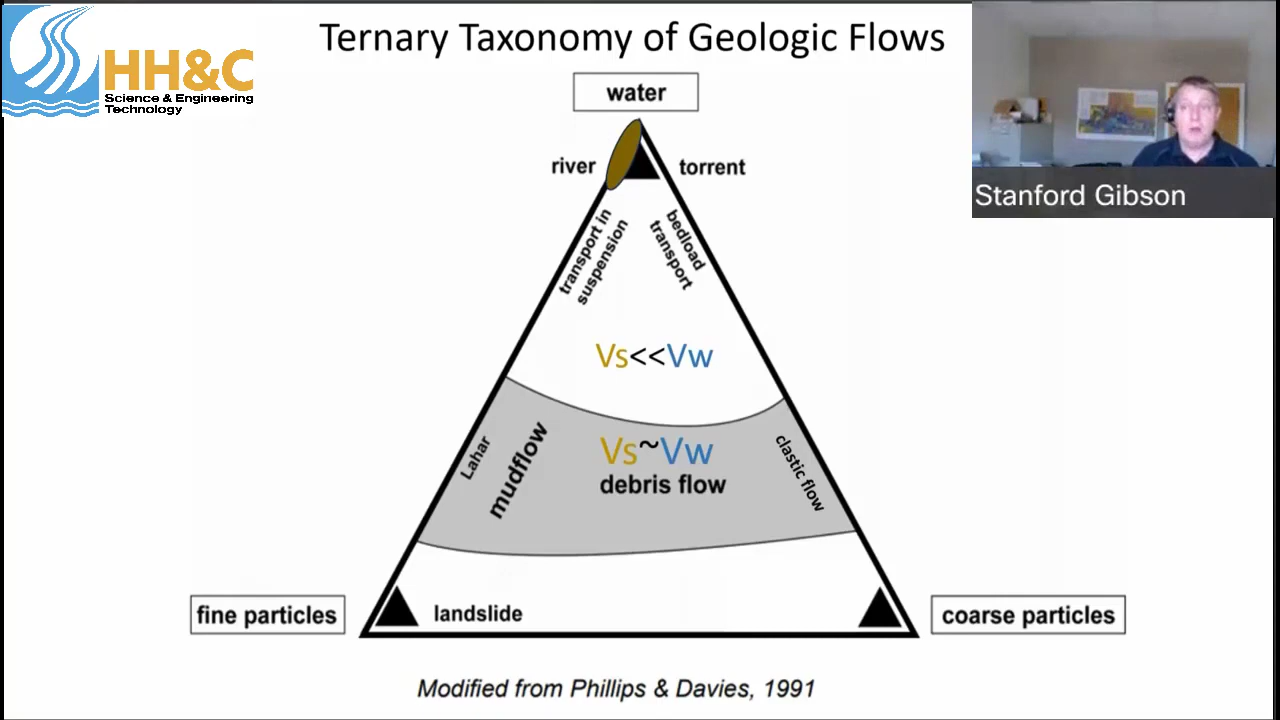 Ternary Taxonomy of Geologic Flows
HH&C
Science & Engineering
Technology
water
river
torrent
transport in
suspension
bedload
transport
Vs<<Vw
Lahar
mudflow
Vs~Vw
debris flow
clastic flow
fine particles
landslide
coarse particles
Modified from Phillips & Davies, 1991
Stanford Gibson